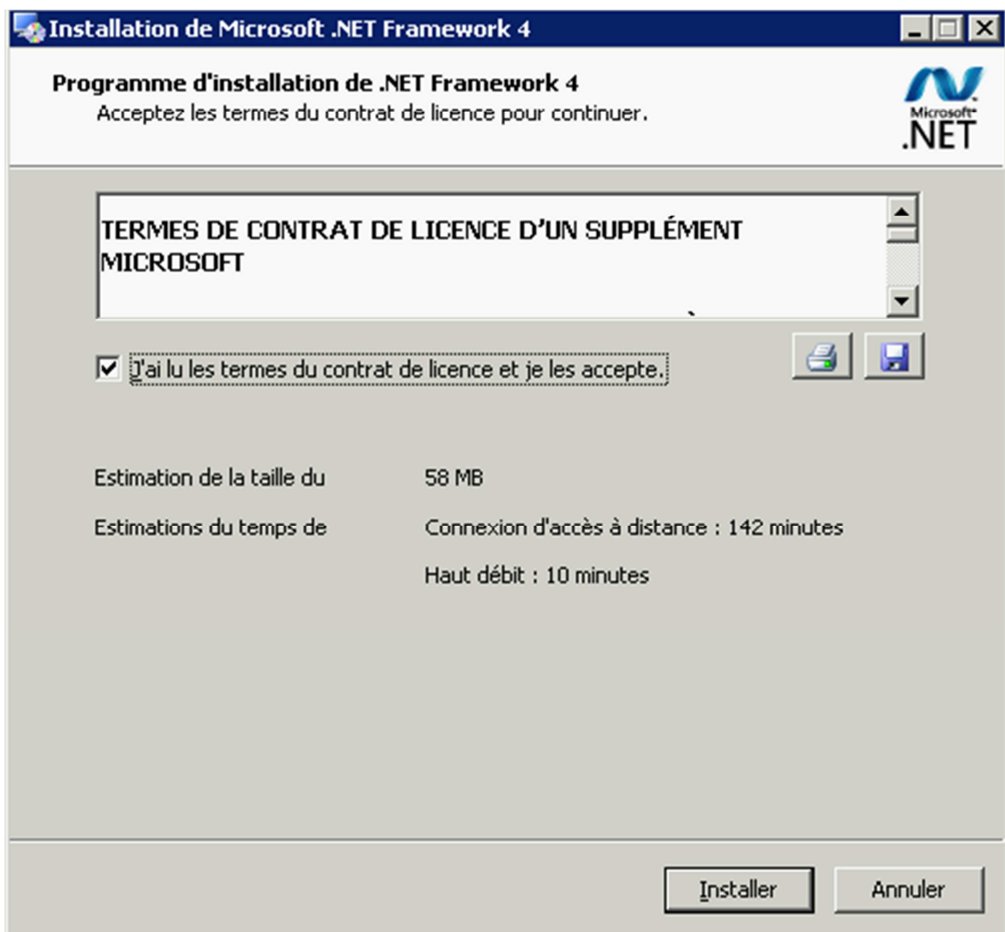 Installation de Microsoft .NET Framework 4
Programme d'installation de .NET Framework 4
Acceptez les termes du contrat de licence pour continuer.
Microsoft
.NET
TERMES DE CONTRAT DE LICENCE D'UN SUPPLÉMENT
MICROSOFT
J'ai lu les termes du contrat de licence et je les accepte.
Estimation de la taille du 58 MB
Estimations du temps de Connexion d'accès à distance : 142 minutes
Haut débit : 10 minutes
Installer Annuler